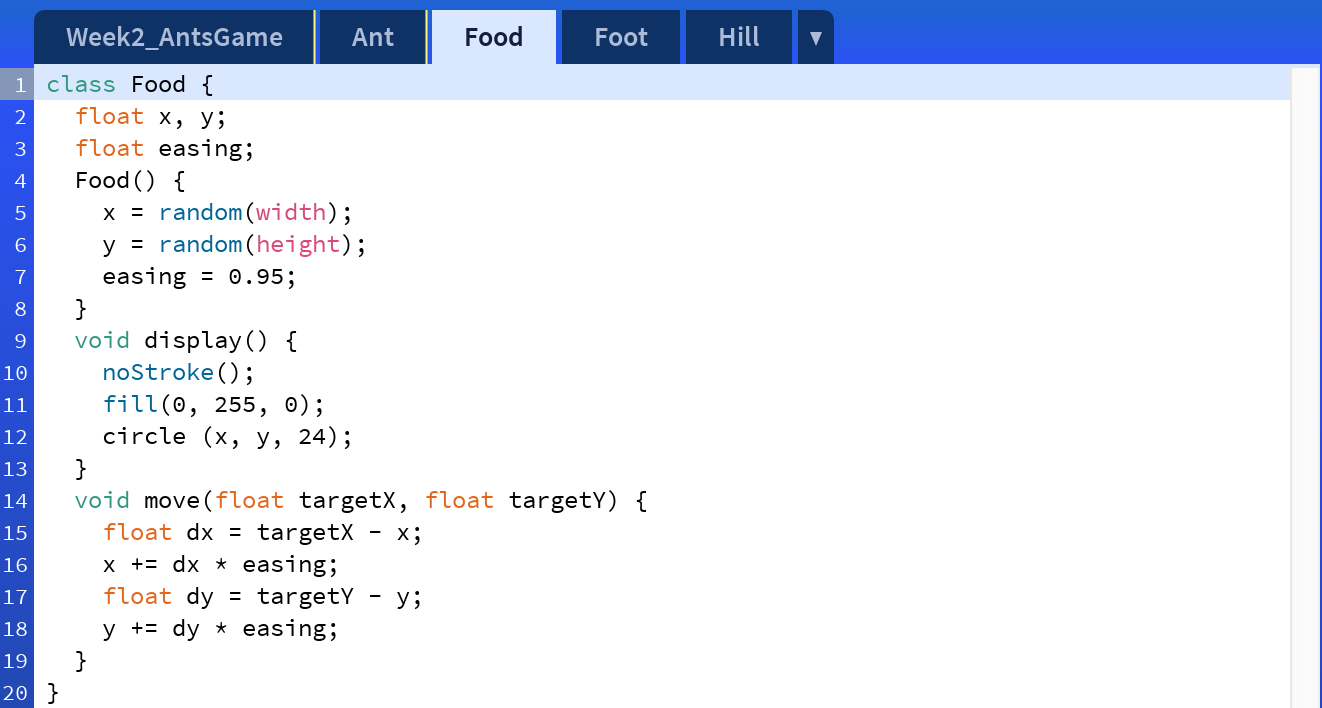 Week2_AntsGame Ant Food Foot Hill ▼
1 class Food {
2   float x, y;
3   float easing;
4   Food() {
5     x = random(width);
6     y = random(height);
7     easing = 0.95;
8   }
9   void display() {
10     noStroke();
11     fill(0, 255, 0);
12     circle (x, y, 24);
13   }
14   void move(float targetX, float targetY) {
15     float dx = targetX - x;
16     x += dx * easing;
17     float dy = targetY - y;
18     y += dy * easing;
19   }
20 }